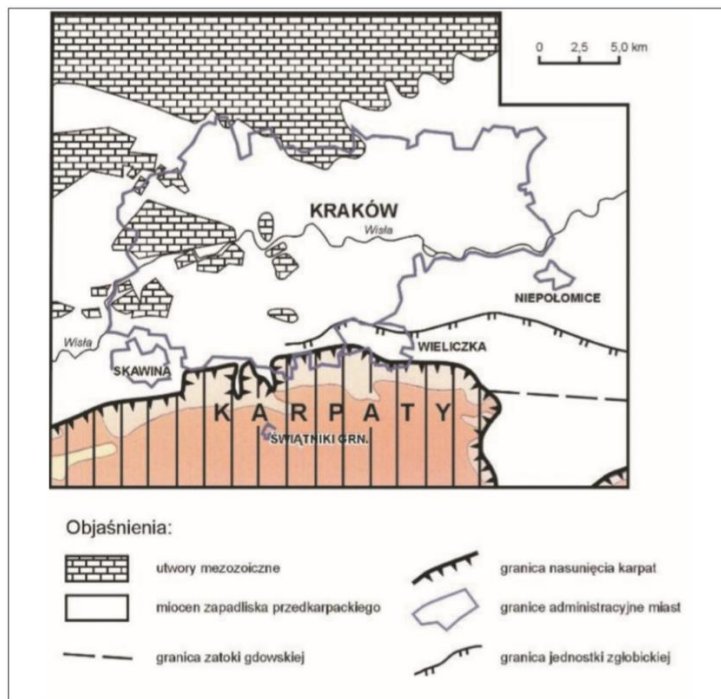 0 2,5 5,0 km
KRAKÓW
Wisła
NIEPOŁOMICE
WIELICZKA
Wisła
SKAWINA
KARPATY
ŚWIĄTNIKI GRN.
Objaśnienia:
utwory mezozoiczne
granica nasunięcia karpat
miocen zapadliska przedkarpackiego
granice administracyjne miast
granica zatoki gdowskiej
granica jednostki zgłobickiej